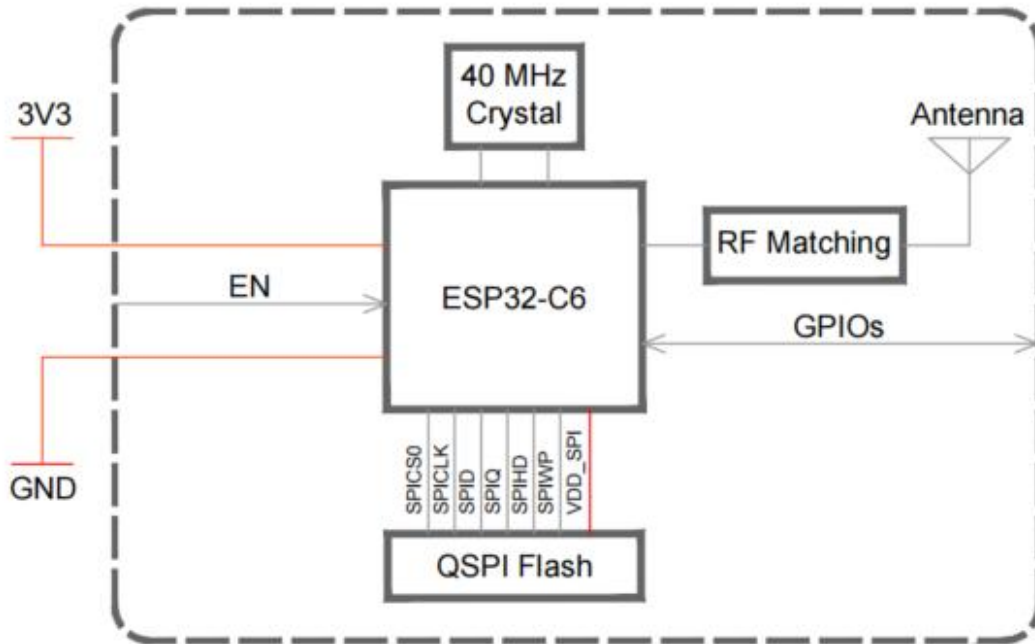 40 MHz
Crystal
3V3
Antenna
RF Matching
EN
ESP32-C6
GPIOs
SPICS0
SPICLK
SPID
SPIQ
SPIHD
SPIWP
VDD_SPI
GND
QSPI Flash